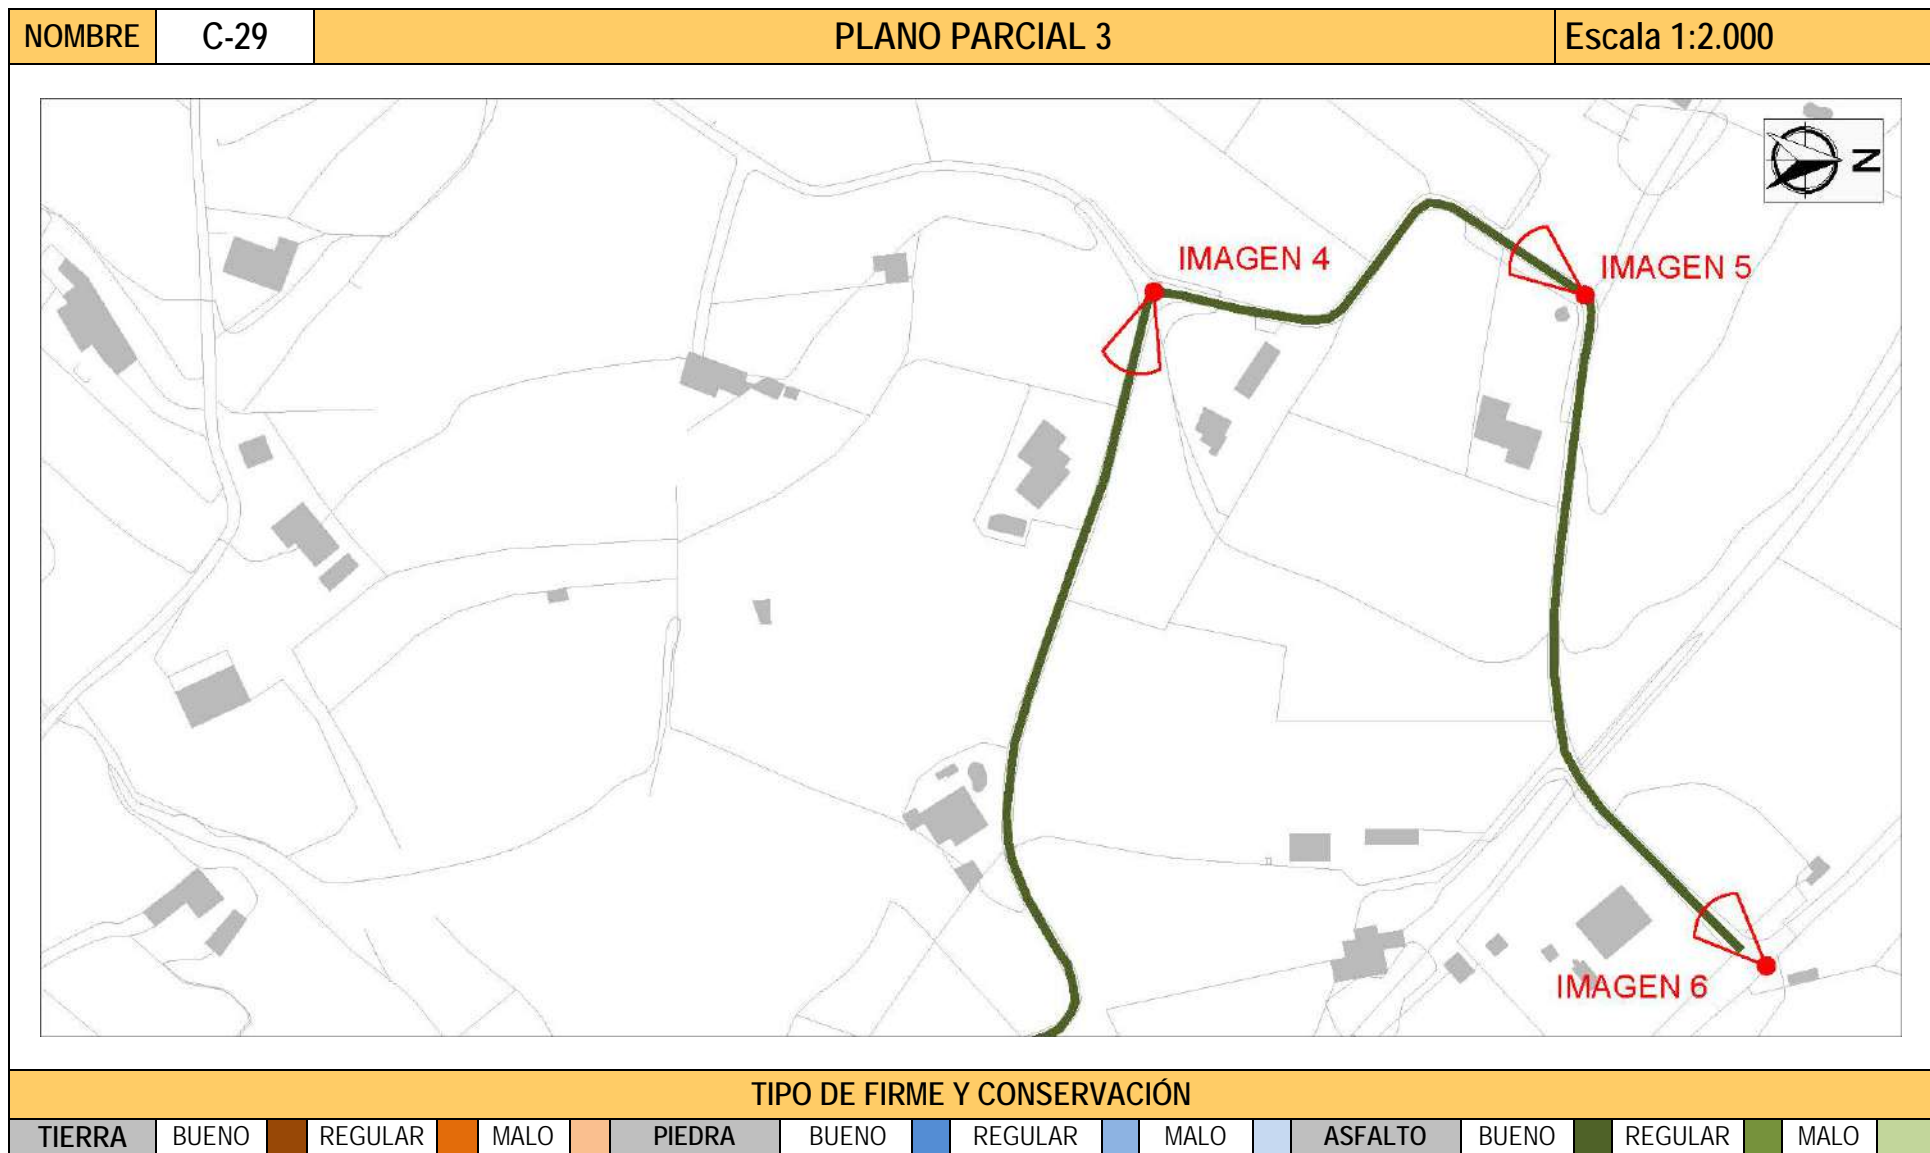 NOMBRE C-29 PLANO PARCIAL 3 Escala 1:2.000
N
IMAGEN 4
IMAGEN 5
IMAGEN 6
TIPO DE FIRME Y CONSERVACIÓN
TIERRA BUENO REGULAR MALO PIEDRA BUENO REGULAR MALO ASFALTO BUENO REGULAR MALO